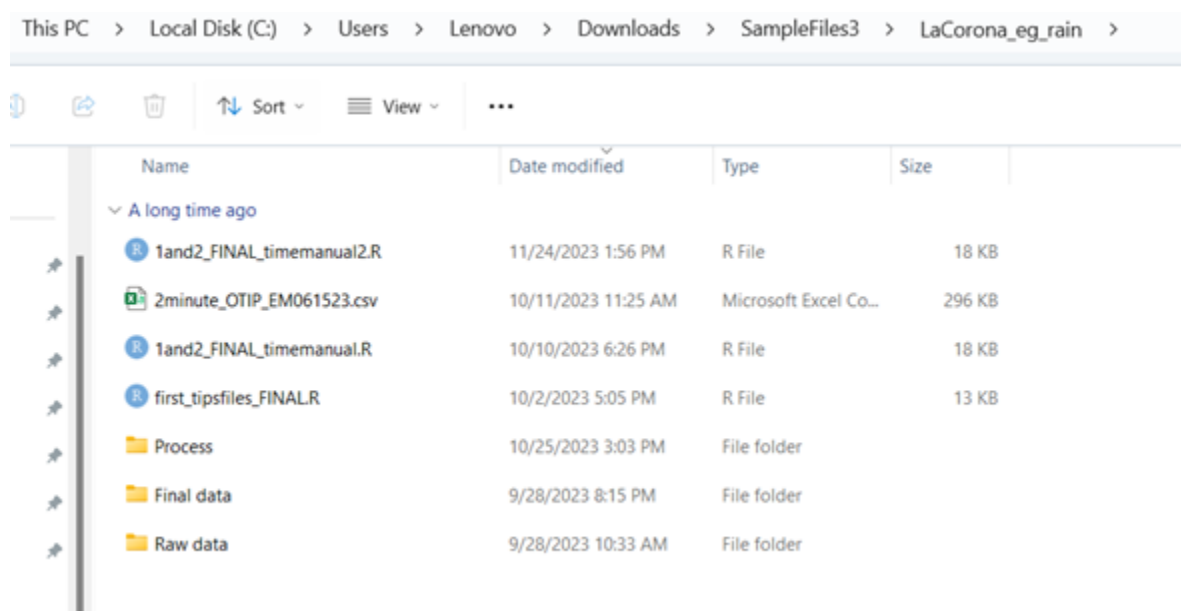 This PC > Local Disk (C:) > Users > Lenovo > Downloads > SampleFiles3 > LaCorona_eg_rain >
Sort View ...
Name Date modified Type Size
A long time ago
1and2_FINAL_timemanual2.R 11/24/2023 1:56 PM R File 18 KB
2minute_OTIP_EM061523.csv 10/11/2023 11:25 AM Microsoft Excel Co... 296 KB
1and2_FINAL_timemanual.R 10/10/2023 6:26 PM R File 18 KB
first_tipsfiles_FINAL.R 10/2/2023 5:05 PM R File 13 KB
Process 10/25/2023 3:03 PM File folder
Final data 9/28/2023 8:15 PM File folder
Raw data 9/28/2023 10:33 AM File folder